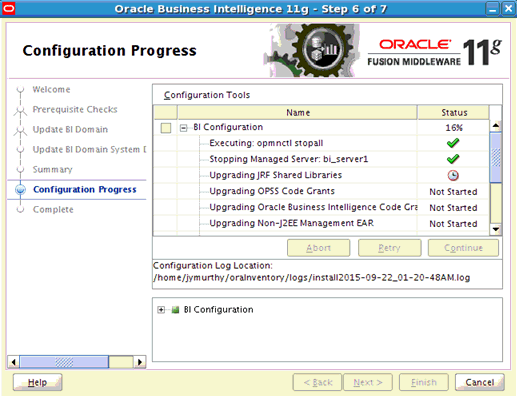 Oracle Business Intelligence 11g - Step 6 of 7
Configuration Progress
ORACLE
FUSION MIDDLEWARE
11g
Welcome
Prerequisite Checks
Update BI Domain
Update BI Domain System D
Summary
Configuration Progress
Complete
Configuration Tools
Name Status
BI Configuration 16%
Executing: opmnctl stopall
Stopping Managed Server: bi_server1
Upgrading JRF Shared Libraries
Upgrading OPSS Code Grants Not Started
Upgrading Oracle Business Intelligence Code Gra Not Started
Upgrading Non-J2EE Management EAR Not Started
Abort Retry Continue
Configuration Log Location:
/home/jymurthy/oraInventory/logs/install2015-09-22_01-20-48AM.log
BI Configuration
Help < Back Next > Finish Cancel